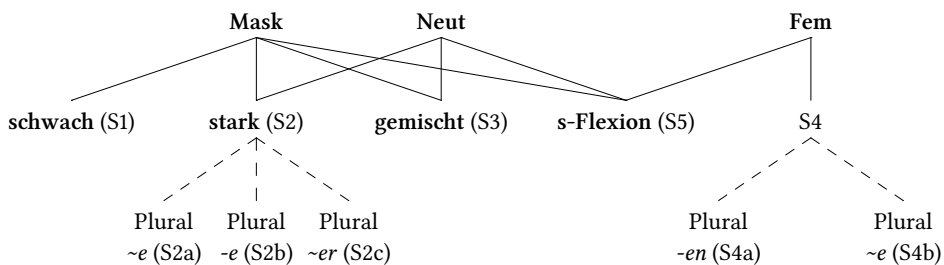 Mask Neut Fem
schwach (S1) stark (S2) gemischt (S3) s-Flexion (S5) S4
Plural Plural Plural Plural Plural
~e (S2a) -e (S2b) ~er (S2c) -en (S4a) ~e (S4b)